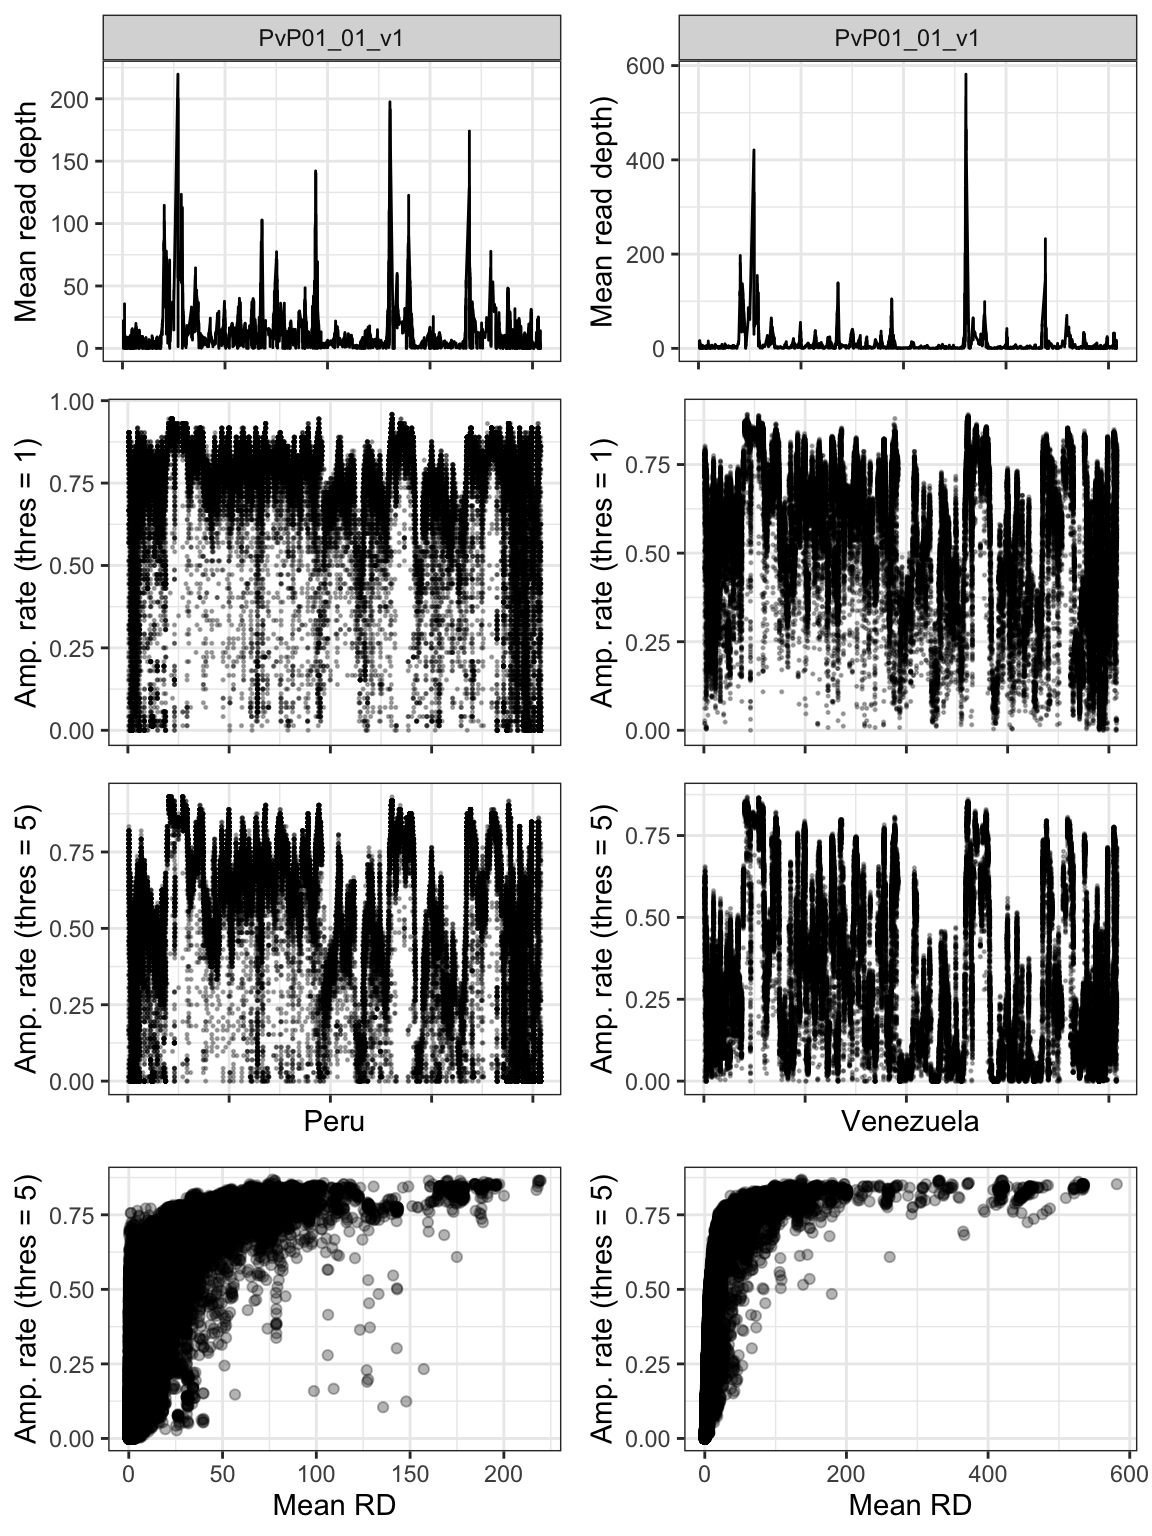 PvP01_01_v1
PvP01_01_v1
Mean read depth
200
150
100
50
0
Mean read depth)
600
400
200
0
Amp. rate (thres = 1)
1.00
0.75
0.50
0.25
0.00
Amp. rate (thres = 1)
0.75
0.50
0.25
0.00
Amp. rate (thres = 5)
0.75
0.50
0.25
0.00
Peru
Amp. rate (thres = 5)
0.75
0.50
0.25
0.00
Venezuela
Amp. rate (thres = 5)
0.75
0.50
0.25
0.00
0 50 100 150 200
Mean RD
Amp. rate (thres = 5)
0.75
0.50
0.25
0.00
0 200 400 600
Mean RD